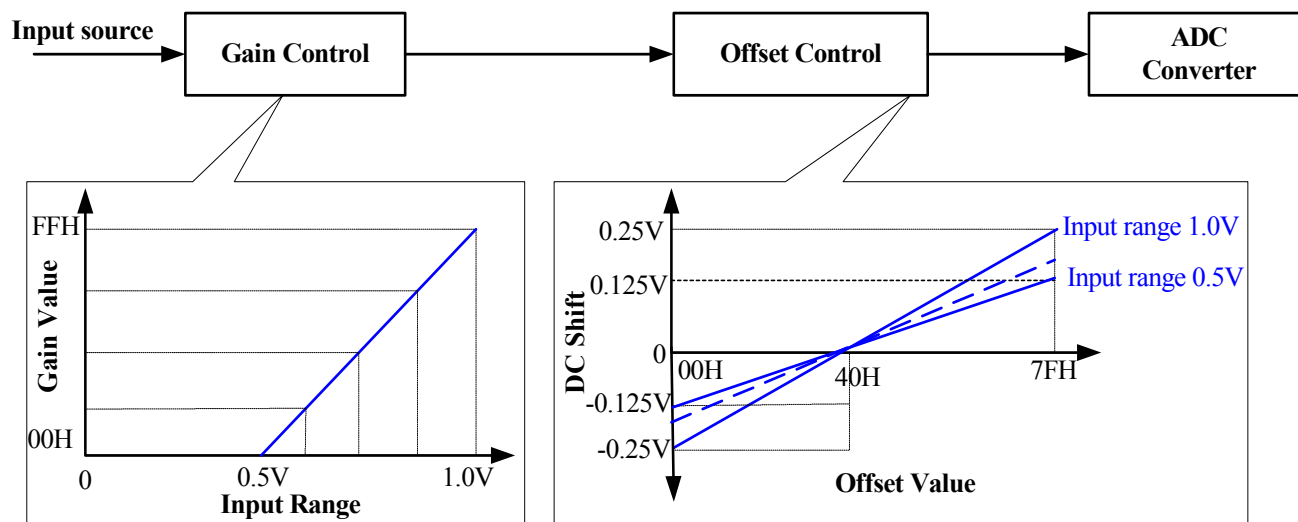 Input source
Gain Control
Offset Control
ADC
Converter
FFH
Gain Value
00H
0
0.5V
1.0V
Input Range
0.25V
Input range 1.0V
0.125V
Input range 0.5V
DC Shift
0
00H
40H
7FH
-0.125V
-0.25V
Offset Value